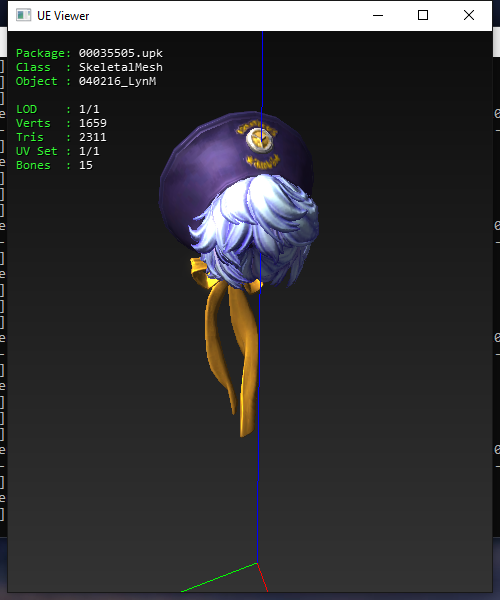 UE Viewer
Package: 00035505.upk
Class : SkeletalMesh
Object : 040216_LynM
LOD : 1/1
Verts : 1659
Tris : 2311
UV Set : 1/1
Bones : 15